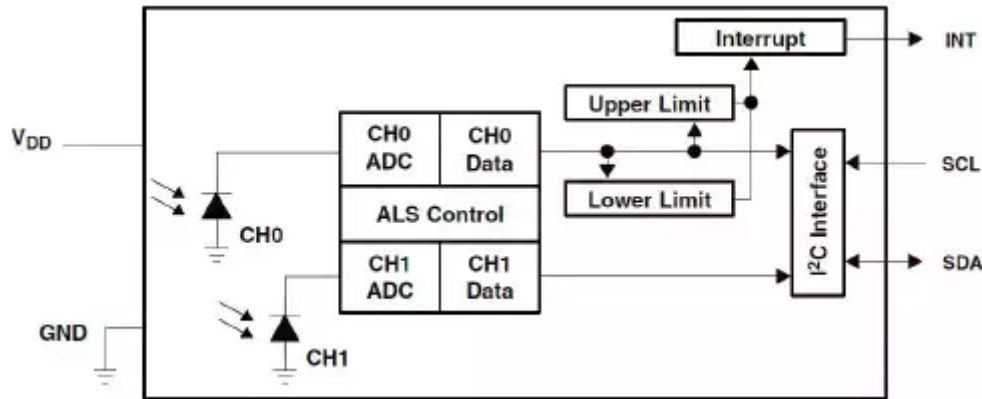 Interrupt
INT
Upper Limit
VDD
CH0
ADC
CH0
Data
SCL
Lower Limit
ALS Control
I²C Interface
CH0
CH1
ADC
CH1
Data
SDA
GND
CH1